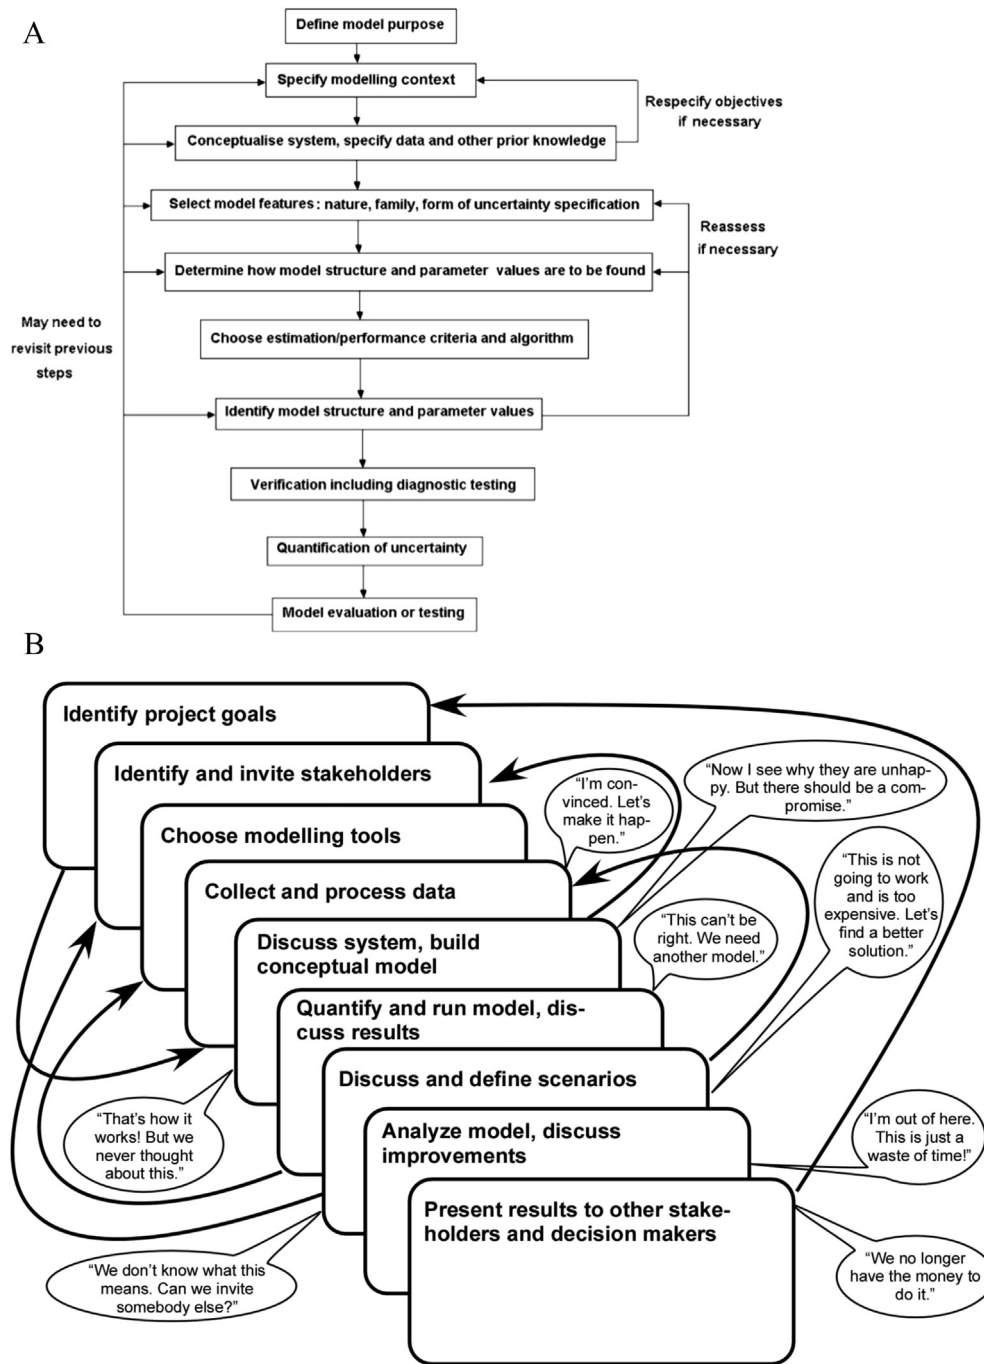 A
Define model purpose
Specify modelling context
Respecify objectives
if necessary
Conceptualise system, specify data and other prior knowledge
Select model features : nature, family, form of uncertainty specification
Reassess
if necessary
Determine how model structure and parameter values are to be found
May need to
revisit previous
steps
Choose estimation/performance criteria and algorithm
Identify model structure and parameter values
Verification including diagnostic testing
Quantification of uncertainty
Model evaluation or testing
B
Identify project goals
Identify and invite stakeholders
Choose modelling tools
Collect and process data
Discuss system, build
conceptual model
Quantify and run model, dis-
cuss results
Discuss and define scenarios
Analyze model, discuss
improvements
Present results to other stake-
holders and decision makers
“I’m con-
vinced. Let’s
make it hap-
pen.”
“Now I see why they are unhap-
py. But there should be a com-
promise.”
“This is not
going to work
and is too
expensive. Let’s
find a better
solution.”
“This can’t be
right. We need
another model.”
“That’s how it
works! But we
never thought
about this.”
“I’m out of here.
This is just a
waste of time!”
“We don’t know what this
means. Can we invite
somebody else?”
“We no longer
have the money to
do it.”